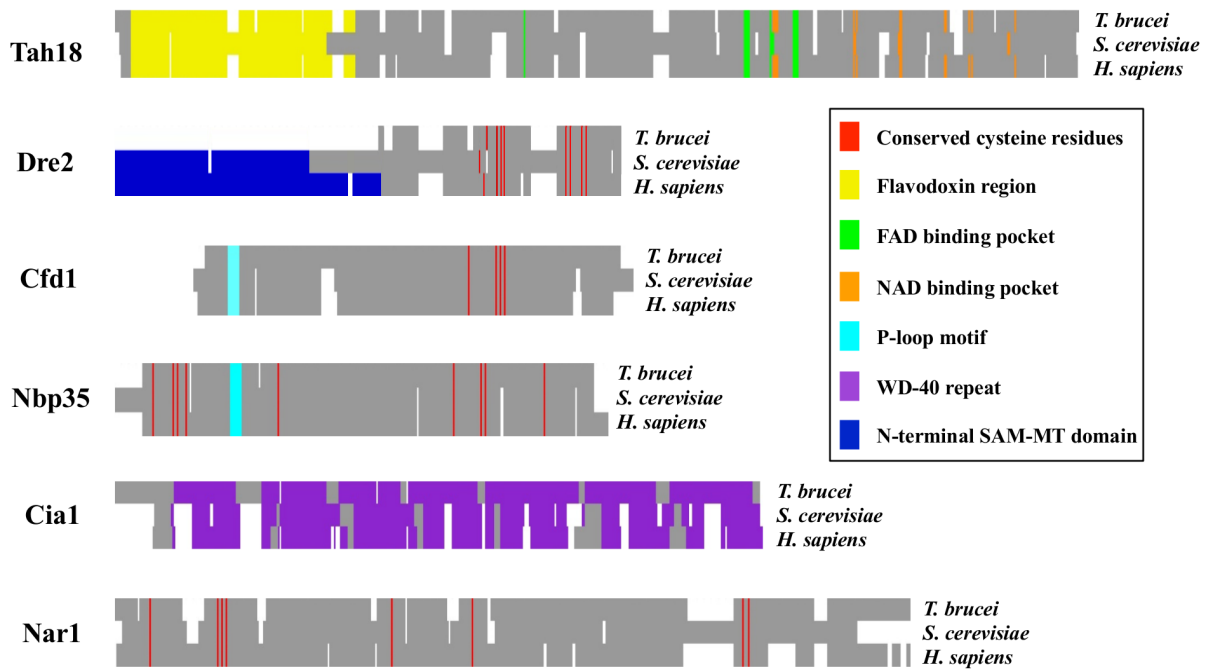 Tah18
T. brucei
S. cerevisiae
H. sapiens
Dre2
T. brucei
S. cerevisiae
H. sapiens
Cfd1
T. brucei
S. cerevisiae
H. sapiens
Nbp35
T. brucei
S. cerevisiae
H. sapiens
Cia1
T. brucei
S. cerevisiae
H. sapiens
Nar1
T. brucei
S. cerevisiae
H. sapiens
Conserved cysteine residues
Flavodoxin region
FAD binding pocket
NAD binding pocket
P-loop motif
WD-40 repeat
N-terminal SAM-MT domain